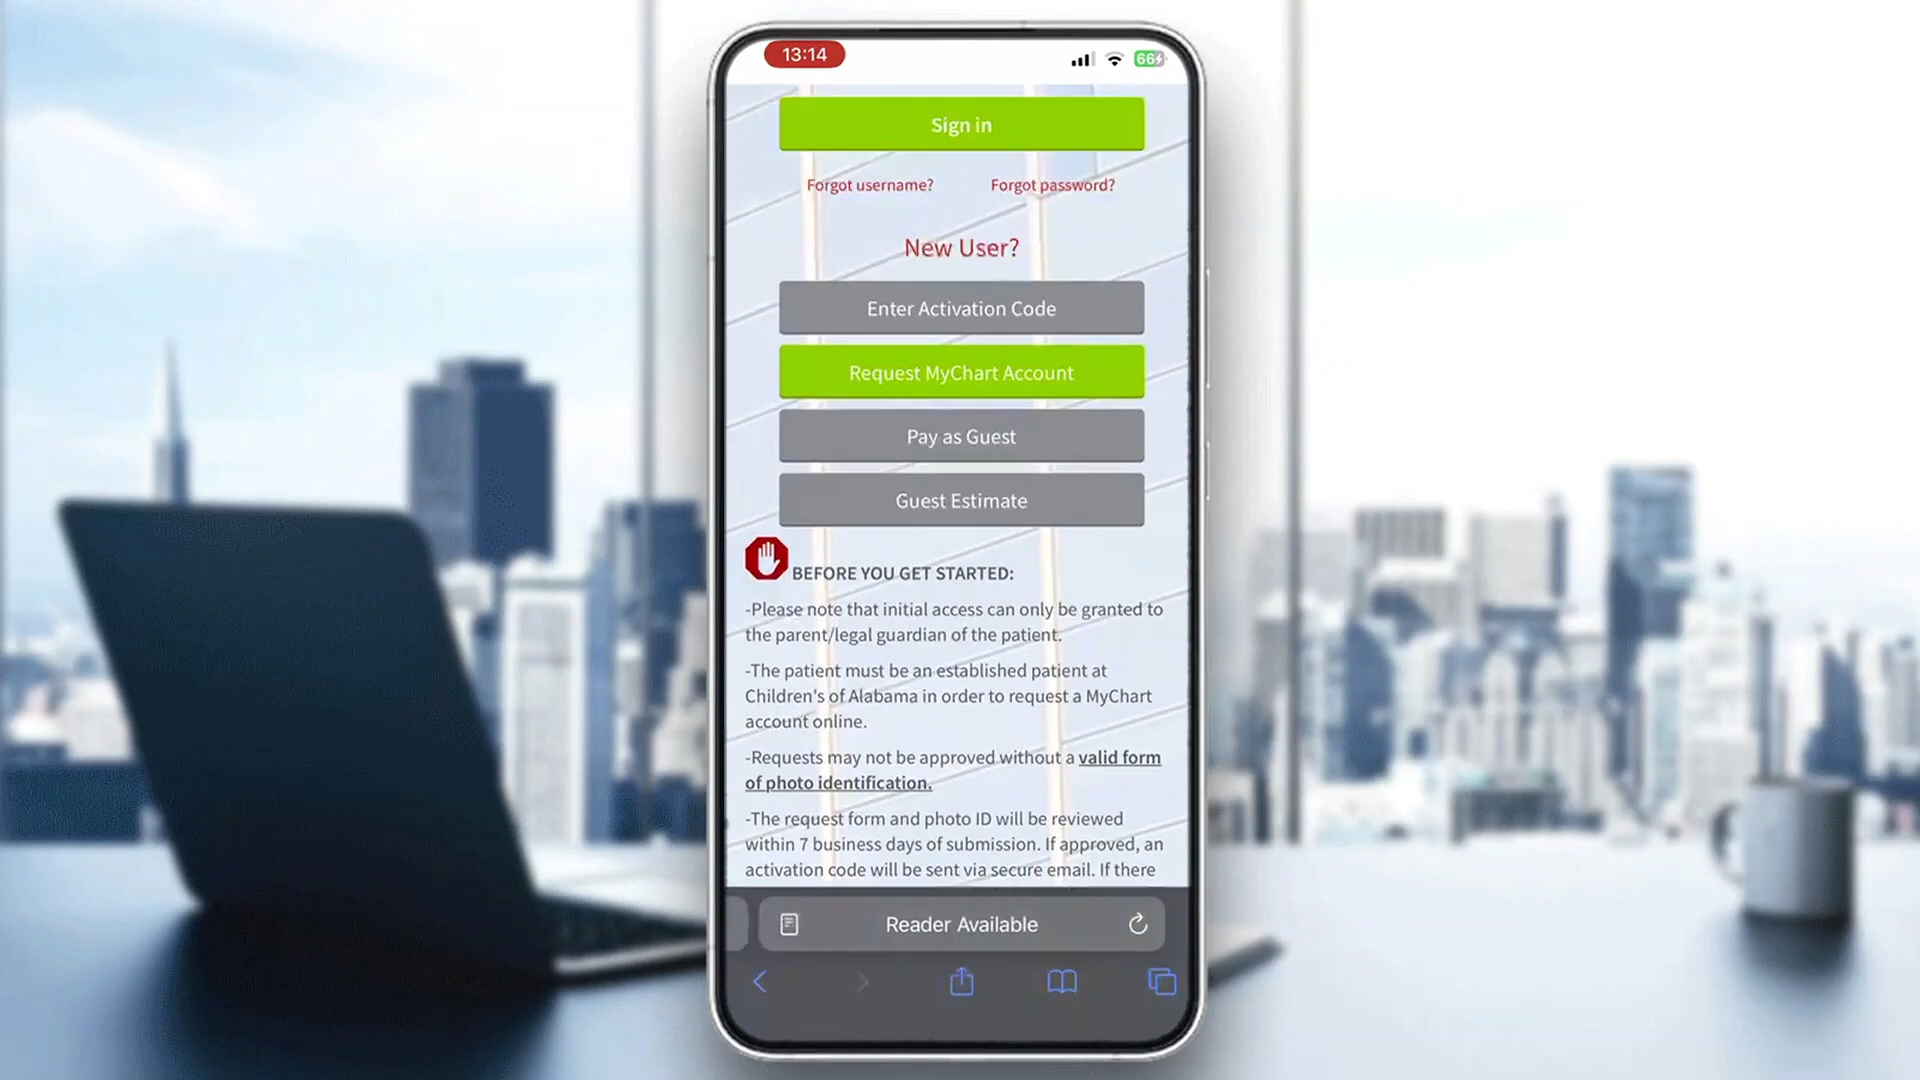 13:14
66
Sign in
Forgot username? Forgot password?
New User?
Enter Activation Code
Request MyChart Account
Pay as Guest
Guest Estimate
BEFORE YOU GET STARTED:
-Please note that initial access can only be granted to
the parent/legal guardian of the patient.
-The patient must be an established patient at
Children's of Alabama in order to request a MyChart
account online.
-Requests may not be approved without a valid form
of photo identification.
-The request form and photo ID will be reviewed
within 7 business days of submission. If approved, an
activation code will be sent via secure email. If there
Reader Available